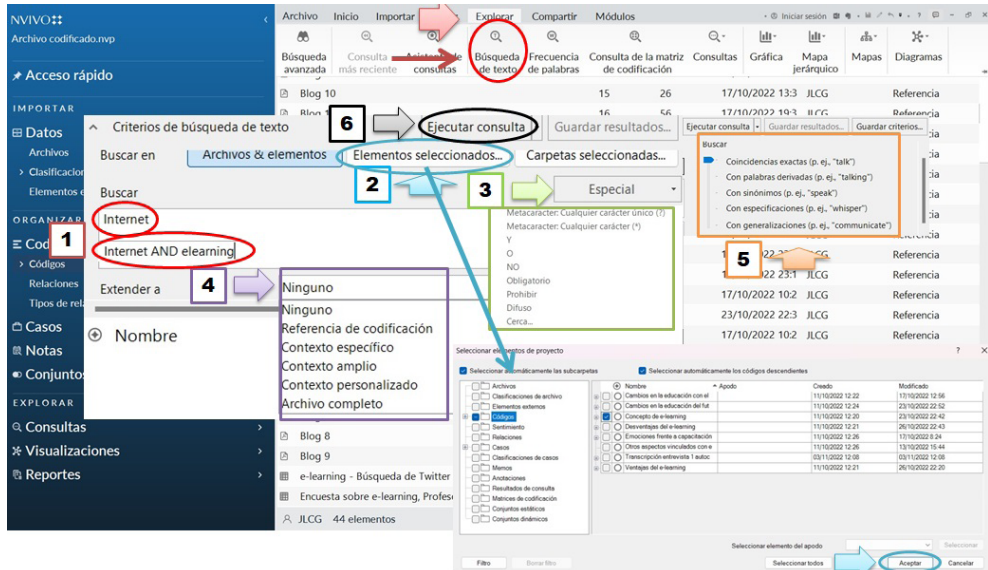 NVIVO
Archivo codificado.nvp
Acceso rápido
IMPORTAR
Datos
Archivos
Clasificacion
Elementos e
ORGANIZAR
Cod
Códigos
Relaciones
Tipos de rel
Casos
Notas
Conjuntos
EXPLORAR
Consultas
Visualizaciones
Reportes
Archivo Inicio Importar Explorar Compartir Módulos
Iniciar sesión
Búsqueda avanzada
Consulta más reciente
Asistente de consultas
Búsqueda de texto
Frecuencia de palabras
Consulta de la matriz de codificación
Consultas
Gráfica
Mapa jerárquico
Mapas
Diagramas
Blog 10 15 26 17/10/2022 13:3 JLCG Referencia
16 56 17/10/2022 19:3 JLCG Referencia
Criterios de búsqueda de texto
6
Ejecutar consulta
Guardar resultados...
Buscar en
Archivos & elementos
Elementos seleccionados...
Carpetas seleccionadas...
2
3
Especial
Buscar
1
Internet
Internet AND elearning
Metacaracter: Cualquier carácter único (?)
Metacaracter: Cualquier carácter (*)
Y
O
NO
Obligatorio
Prohibir
Difuso
Cerca...
Extender a
4
Ninguno
Ninguno
Referencia de codificación
Contexto específico
Contexto amplio
Contexto personalizado
Archivo completo
Nombre
Ejecutar consulta
Guardar resultados...
Guardar criterios...
Buscar
Coincidencias exactas (p. ej., "talk")
Con palabras derivadas (p. ej., "talking")
Con sinónimos (p. ej., "speak")
Con especificaciones (p. ej., "whisper")
Con generalizaciones (p. ej., "communicate")
5
JLCG Referencia
17/10/2022 10:2 JLCG Referencia
23/10/2022 22:3 JLCG Referencia
17/10/2022 10:2 JLCG Referencia
Blog 8
Blog 9
e-learning - Búsqueda de Twitter
Encuesta sobre e-learning, Profes
JLCG 44 elementos
Seleccionar elementos de proyecto
Seleccionar automáticamente las subcarpetas
Seleccionar automáticamente los códigos descendientes
Archivos
Clasificaciones de archivo
Elementos externos
Códigos
Sentimiento
Relaciones
Casos
Clasificaciones de casos
Memos
Anotaciones
Resultados de consulta
Matrices de codificación
Conjuntos estáticos
Conjuntos dinámicos
Nombre Apodo Creado Modificado
Cambios en la educación con el 11/10/2022 12:22 17/10/2022 12:56
Cambios en la educación del fut 11/10/2022 12:24 23/10/2022 22:52
Concepto de e-learning 11/10/2022 12:20 23/10/2022 22:42
Desventajas del e-learning 11/10/2022 12:21 26/10/2022 22:43
Emociones frente a capacitación 11/10/2022 12:26 17/10/2022 8:24
Otros aspectos vinculados con e 11/10/2022 12:26 13/10/2022 15:44
Transcripción entrevista 1 autoc 03/11/2022 12:08 03/11/2022 12:08
Ventajas del e-learning 11/10/2022 12:21 26/10/2022 22:20
Seleccionar elemento del apodo
Seleccionar
Filtro
Borrar filtro
Seleccionar todos
Aceptar
Cancelar